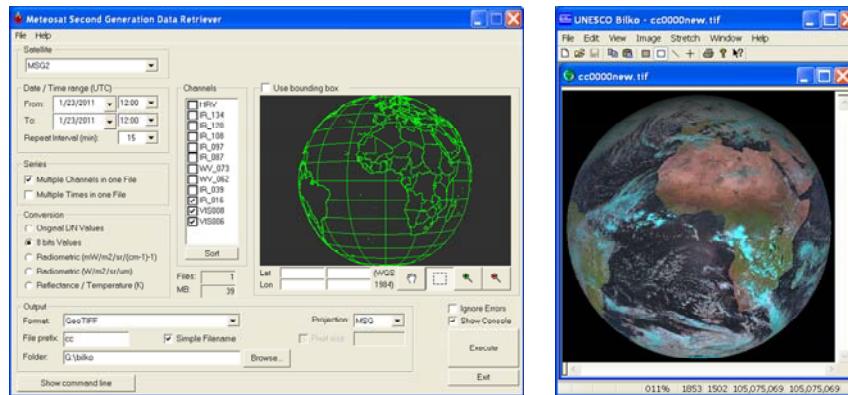 Meteosat Second Generation Data Retriever
File Help
Satellite
MSG2
Date / Time range (UTC)
From: 1/23/2011 12:00
To: 1/23/2011 12:00
Repeat Interval (min): 15
Series
Multiple Channels in one File
Multiple Times in one File
Conversion
Original DN Values
8 bits Values
Radiometric (mW/m2/sr/(cm-1)-1)
Radiometric (W/m2/sr/um)
Reflectance / Temperature (K)
Channels
HRV
IR_134
IR_120
IR_108
IR_097
IR_087
WV_073
WV_062
IR_039
IR_016
VIS008
VIS006
Sort
Files: 1
MB: 39
Use bounding box
Lat
Lon
(WGS
1984)
Output
Format: GeoTIFF
Projection: MSG
File prefix: cc
Simple Filename
Pixel size:
Folder: G:\bilko
Browse...
Ignore Errors
Show Console
Execute
Exit
Show command line
UNESCO Bilko - cc0000new.tif
File Edit View Image Stretch Window Help
cc0000new.tif
011% 1853 1502 105,075,069 105,075,069